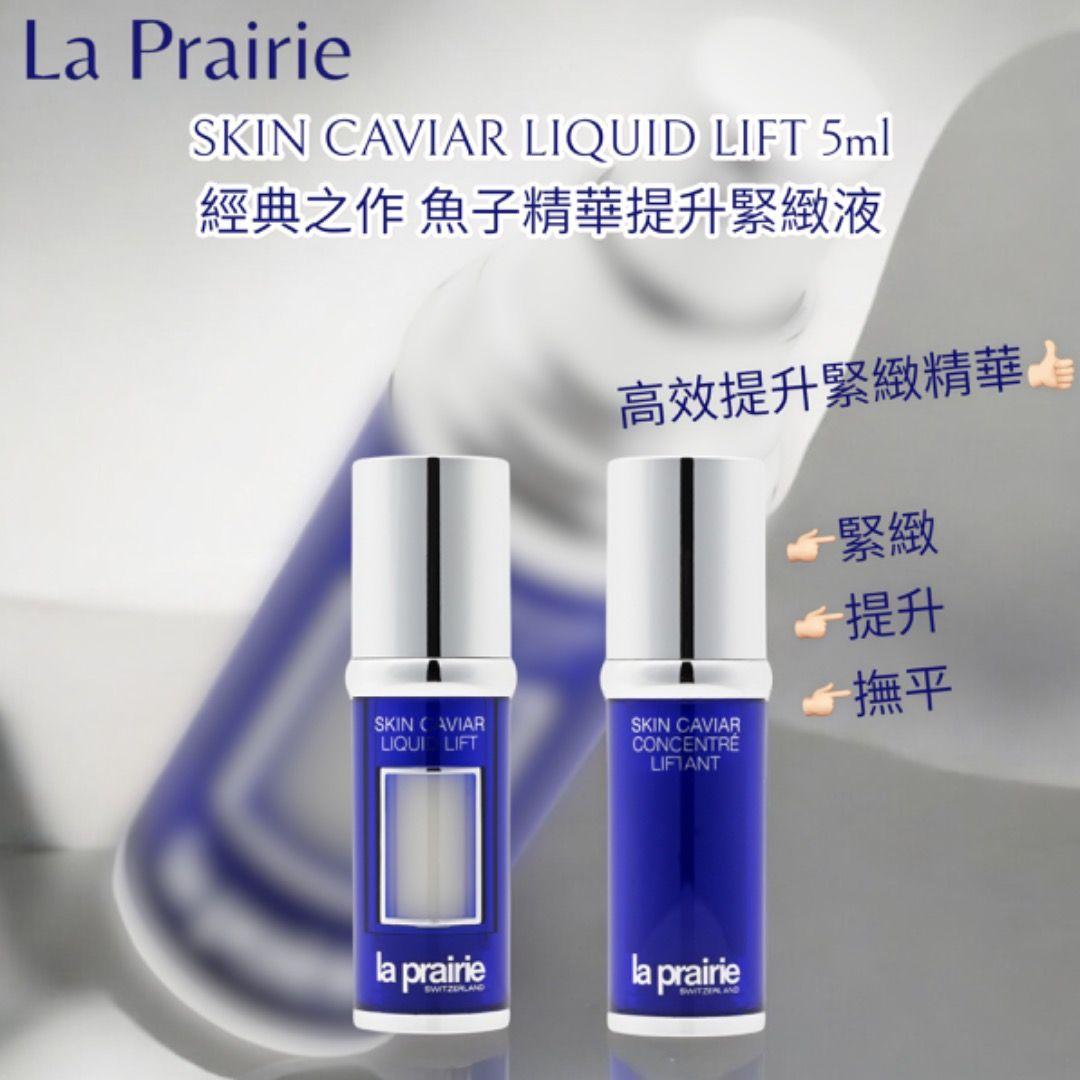 La Prairie
SKIN CAVIAR LIQUID LIFT 5ml
經典之作 魚子精華提升緊緻液
高效提升緊緻精華👍🏻
👉🏻緊緻
👉🏻提升
👉🏻撫平
SKIN CAVIAR
LIQUID LIFT
la prairie
SWITZERLAND
SKIN CAVIAR
CONCENTRÉ
LIFTANT
la prairie
SWITZERLAND